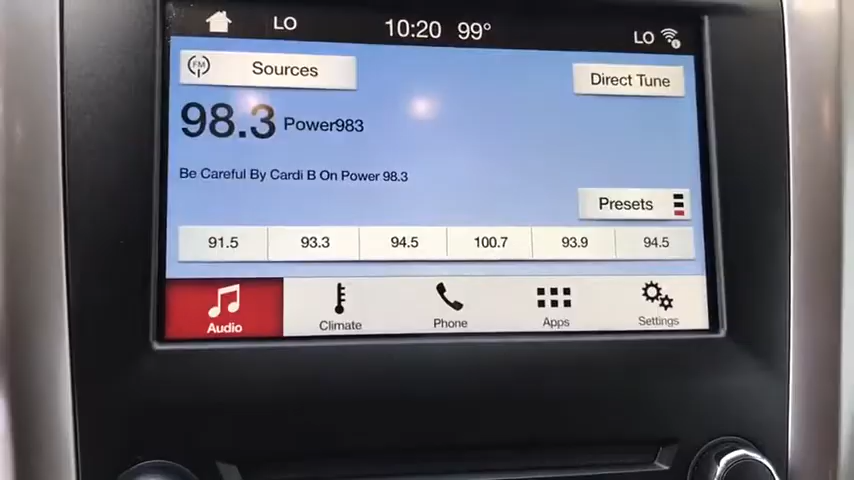 LO 10:20 99° LO
FM Sources
Direct Tune
98.3 Power983
Be Careful By Cardi B On Power 98.3
Presets
91.5 93.3 94.5 100.7 93.9 94.5
Audio Climate Phone Apps Settings